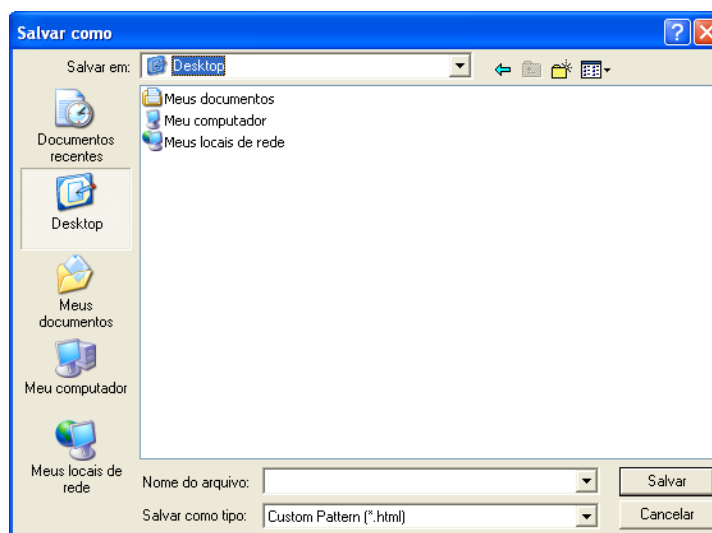 Salvar como
Salvar em:
Desktop
Meus documentos
Meu computador
Meus locais de rede
Documentos
recentes
Desktop
Meus
documentos
Meu computador
Meus locais de
rede
Nome do arquivo:
Salvar
Salvar como tipo:
Custom Pattern (*.html)
Cancelar